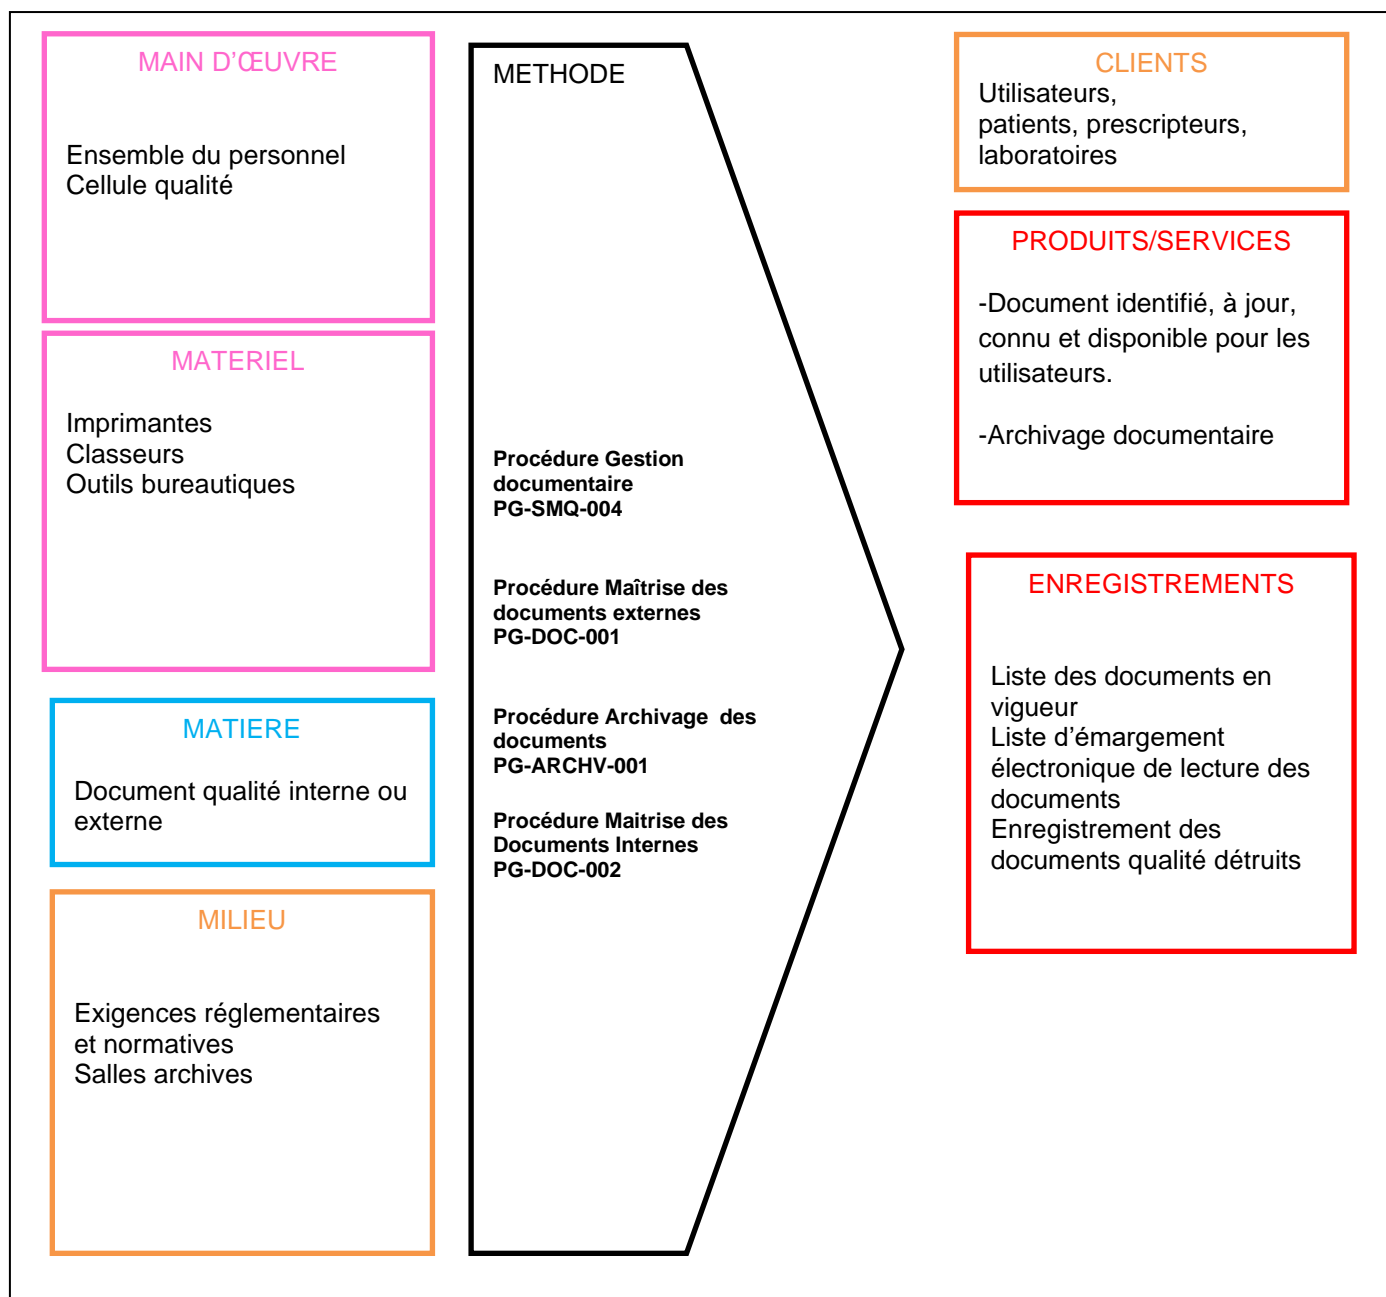 MAIN D’ŒUVRE
Ensemble du personnel
Cellule qualité
MATERIEL
Imprimantes
Classeurs
Outils bureautiques
MATIERE
Document qualité interne ou
externe
MILIEU
Exigences réglementaires
et normatives
Salles archives
METHODE
Procédure Gestion
documentaire
PG-SMQ-004
Procédure Maîtrise des
documents externes
PG-DOC-001
Procédure Archivage  des
documents
PG-ARCHV-001
Procédure Maitrise des
Documents Internes
PG-DOC-002
CLIENTS
Utilisateurs,
patients, prescripteurs,
laboratoires
PRODUITS/SERVICES
-Document identifié, à jour,
connu et disponible pour les
utilisateurs.
-Archivage documentaire
ENREGISTREMENTS
Liste des documents en
vigueur
Liste d’émargement
électronique de lecture des
documents
Enregistrement des
documents qualité détruits